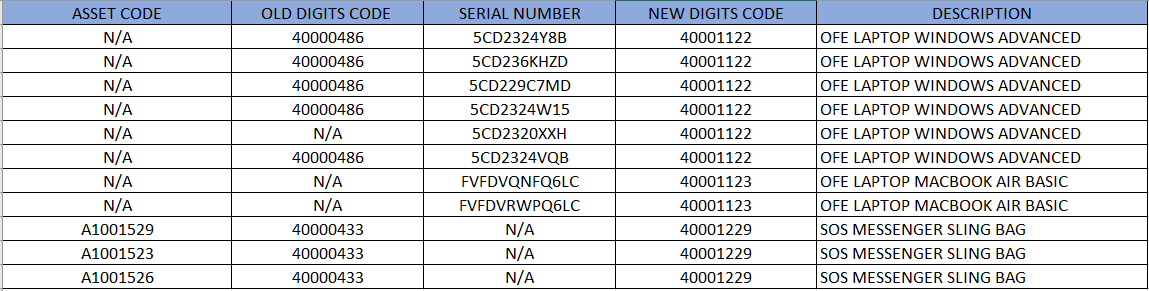 ASSET CODE OLD DIGITS CODE SERIAL NUMBER NEW DIGITS CODE DESCRIPTION
N/A 40000486 5CD2324Y8B 40001122 OFE LAPTOP WINDOWS ADVANCED
N/A 40000486 5CD236KHZD 40001122 OFE LAPTOP WINDOWS ADVANCED
N/A 40000486 5CD229C7MD 40001122 OFE LAPTOP WINDOWS ADVANCED
N/A 40000486 5CD2324W15 40001122 OFE LAPTOP WINDOWS ADVANCED
N/A N/A 5CD2320XXH 40001122 OFE LAPTOP WINDOWS ADVANCED
N/A 40000486 5CD2324VQB 40001122 OFE LAPTOP WINDOWS ADVANCED
N/A N/A FVFDVQNFQ6LC 40001123 OFE LAPTOP MACBOOK AIR BASIC
N/A N/A FVFDVRWPQ6LC 40001123 OFE LAPTOP MACBOOK AIR BASIC
A1001529 40000433 N/A 40001229 SOS MESSENGER SLING BAG
A1001523 40000433 N/A 40001229 SOS MESSENGER SLING BAG
A1001526 40000433 N/A 40001229 SOS MESSENGER SLING BAG